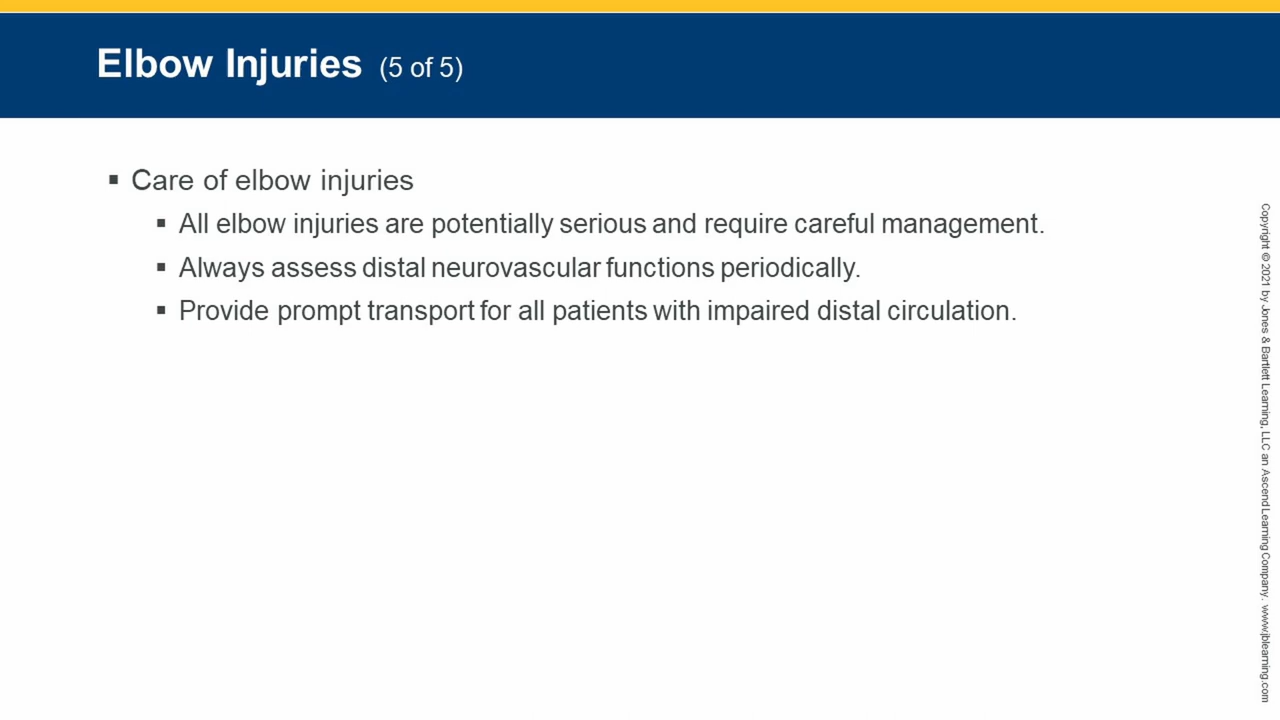 Elbow Injuries (5 of 5)
▪ Care of elbow injuries
▪ All elbow injuries are potentially serious and require careful management.
▪ Always assess distal neurovascular functions periodically.
▪ Provide prompt transport for all patients with impaired distal circulation.
Copyright © 2021 by Jones & Bartlett Learning, LLC an Ascend Learning Company. www.jblearning.com